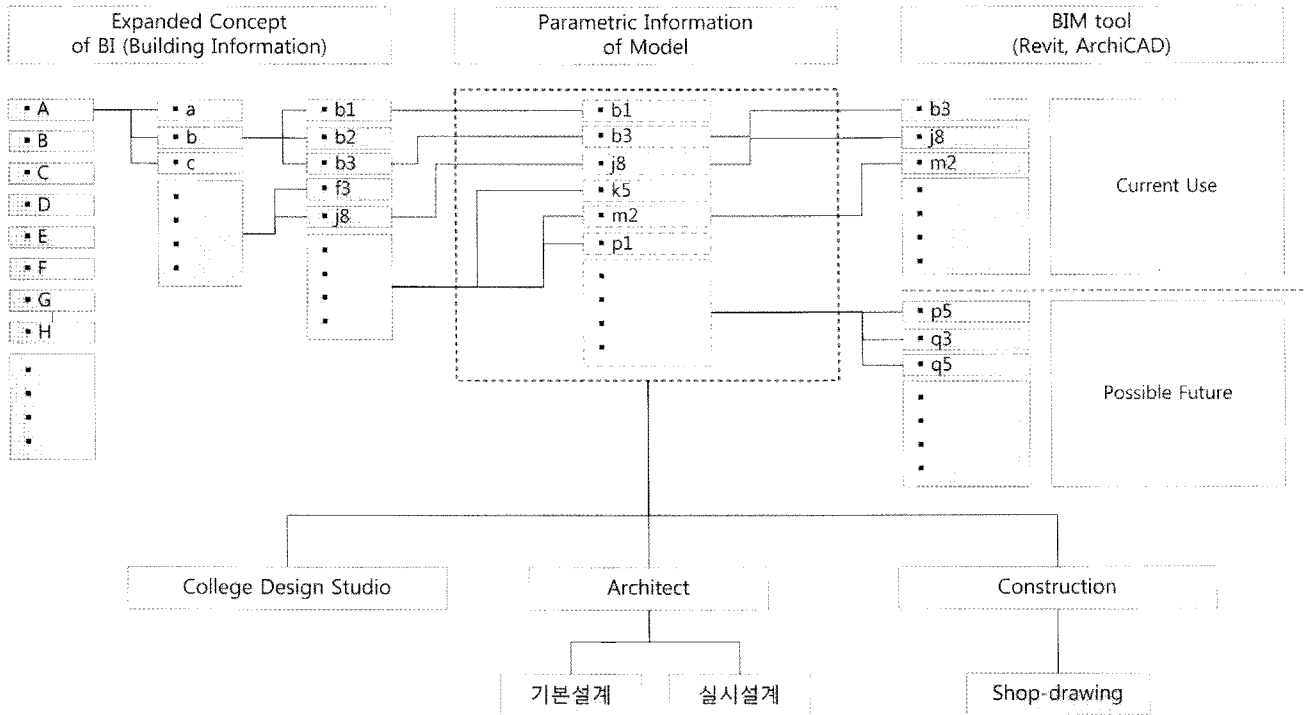 Expanded Concept
of BI (Building Information)
Parametric Information
of Model
BIM tool
(Revit, ArchiCAD)
▪ A
▪ B
▪ C
▪ D
▪ E
▪ F
▪ G
▪ H
▪ a
▪ b
▪ c
▪ b1
▪ b2
▪ b3
▪ f3
▪ j8
▪ b1
▪ b3
▪ j8
▪ k5
▪ m2
▪ p1
▪ b3
▪ j8
▪ m2
Current Use
▪ p5
▪ q3
▪ q5
Possible Future
College Design Studio
Architect
Construction
기본설계
실시설계
Shop-drawing